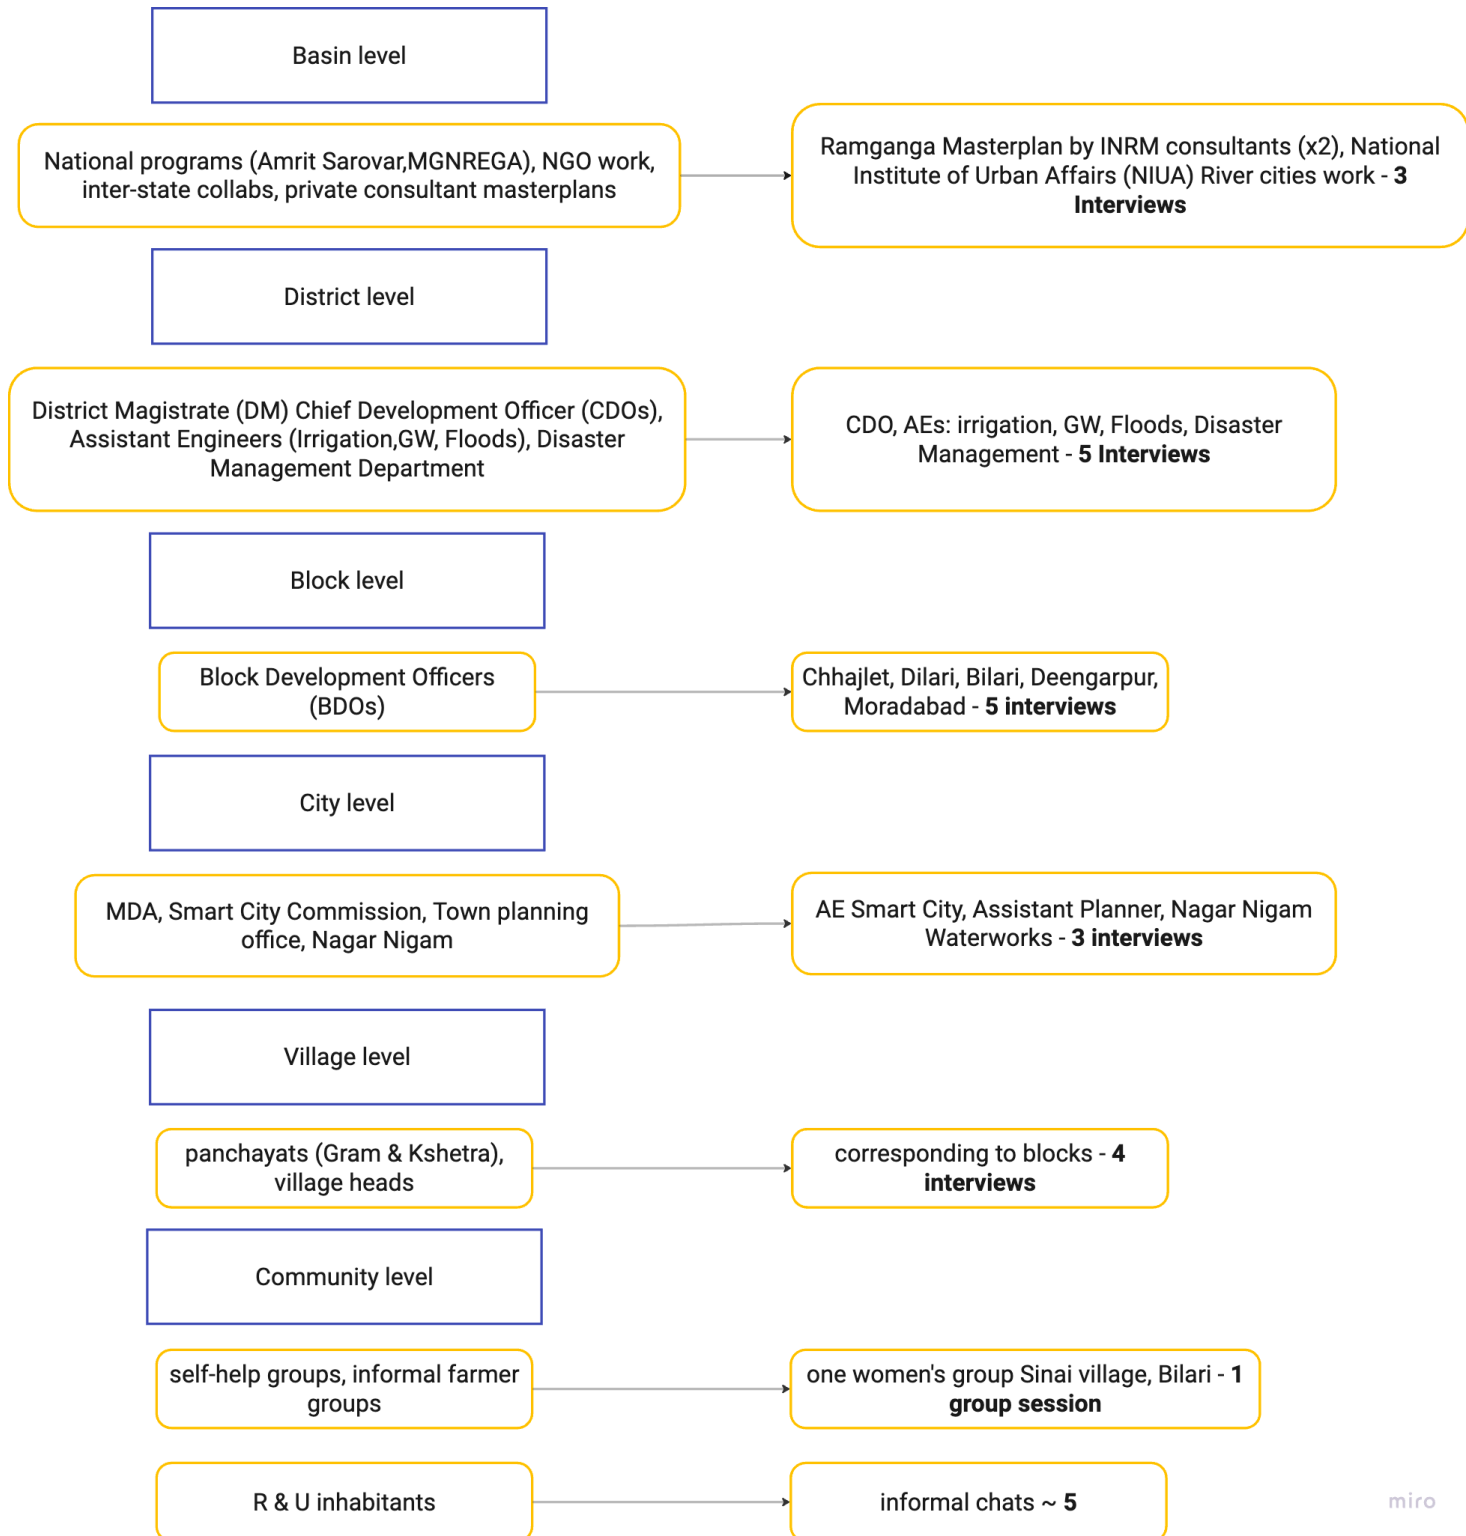 Basin level
National programs (Amrit Sarovar,MGNREGA), NGO work,
inter-state collabs, private consultant masterplans
Ramganga Masterplan by INRM consultants (x2), National
Institute of Urban Affairs (NIUA) River cities work - 3
Interviews
District level
District Magistrate (DM) Chief Development Officer (CDOs),
Assistant Engineers (Irrigation,GW, Floods), Disaster
Management Department
CDO, AEs: irrigation, GW, Floods, Disaster
Management - 5 Interviews
Block level
Block Development Officers
(BDOs)
Chhajlet, Dilari, Bilari, Deengarpur,
Moradabad - 5 interviews
City level
MDA, Smart City Commission, Town planning
office, Nagar Nigam
AE Smart City, Assistant Planner, Nagar Nigam
Waterworks - 3 interviews
Village level
panchayats (Gram & Kshetra),
village heads
corresponding to blocks - 4
interviews
Community level
self-help groups, informal farmer
groups
one women's group Sinai village, Bilari - 1
group session
R & U inhabitants
informal chats ~ 5
miro